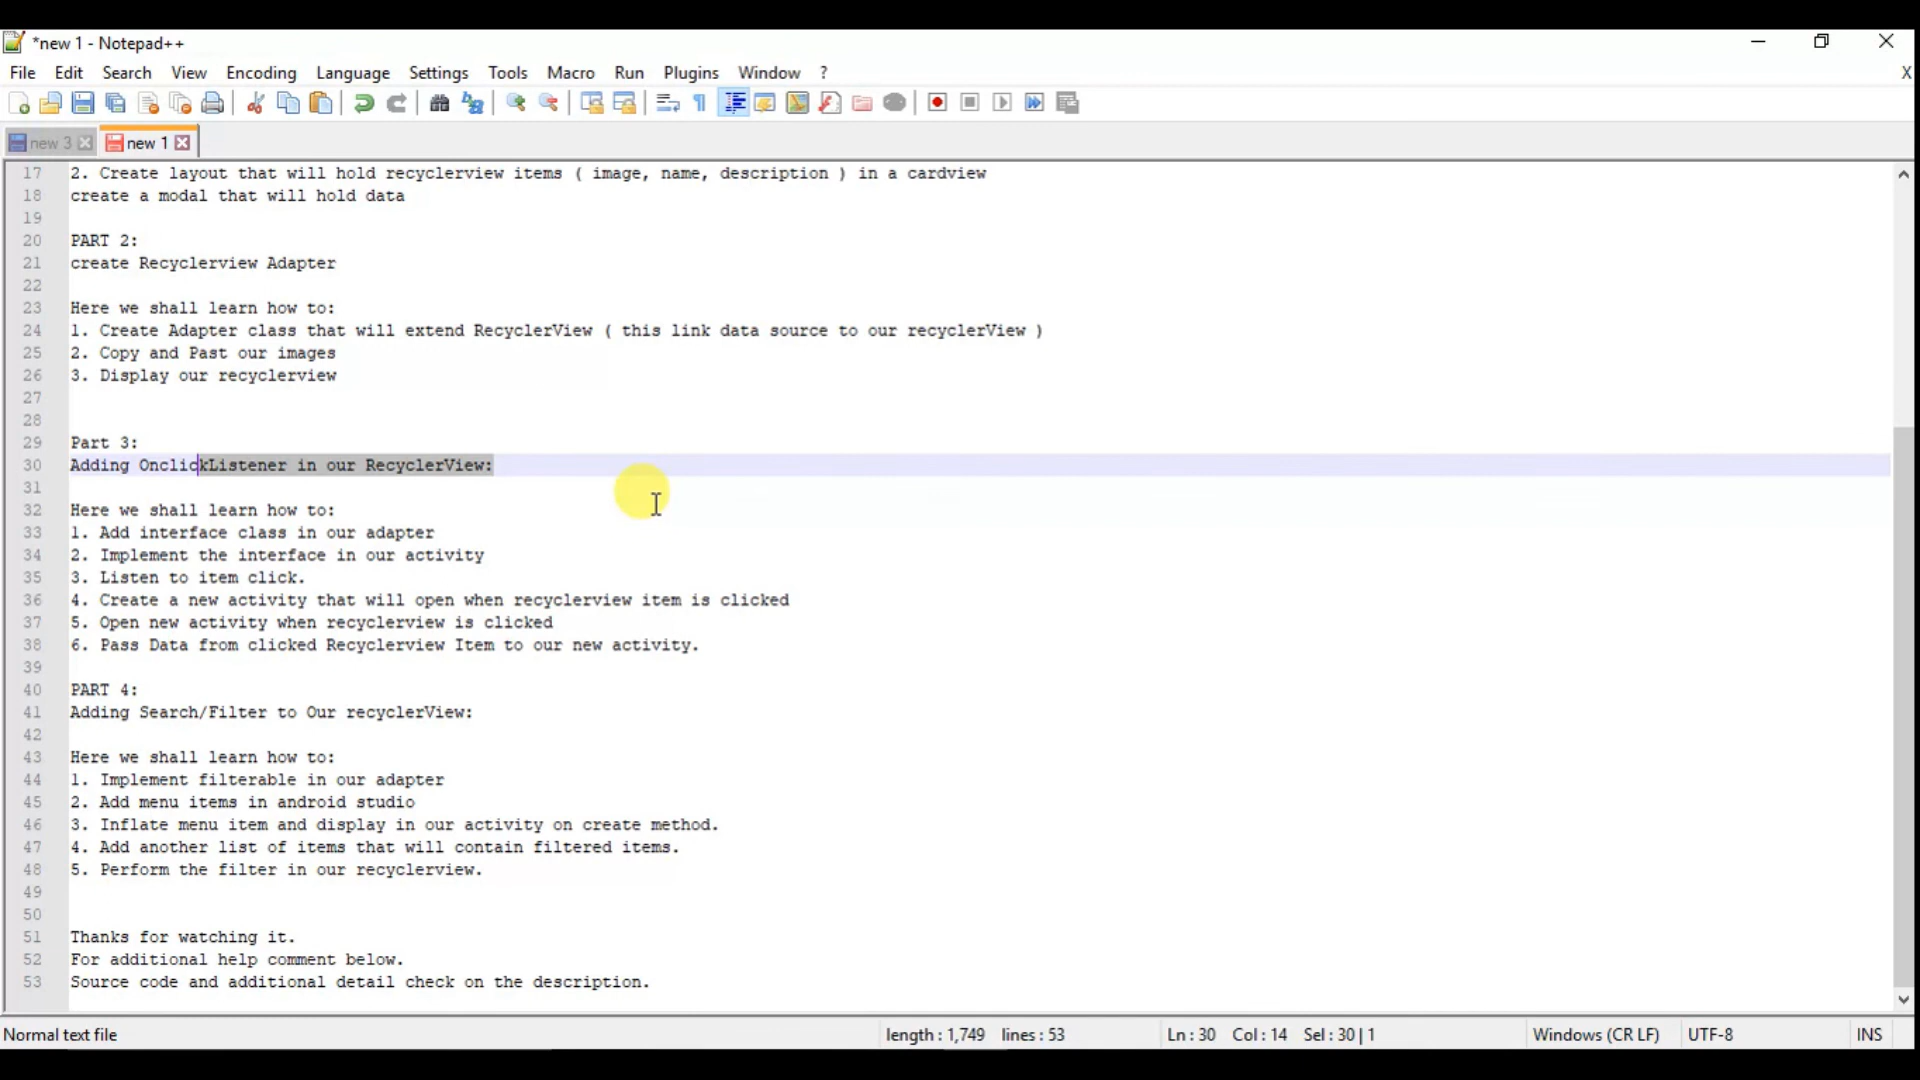 *new 1 - Notepad++
File Edit Search View Encoding Language Settings Tools Macro Run Plugins Window ? X
new 3 new 1
17 2. Create layout that will hold recyclerview items ( image, name, description ) in a cardview
18 create a modal that will hold data
19
20 PART 2:
21 create Recyclerview Adapter
22
23 Here we shall learn how to:
24 1. Create Adapter class that will extend RecyclerView ( this link data source to our recyclerView )
25 2. Copy and Past our images
26 3. Display our recyclerview
27
28
29 Part 3:
30 Adding OnclickListener in our RecyclerView:
31
32 Here we shall learn how to:
33 1. Add interface class in our adapter
34 2. Implement the interface in our activity
35 3. Listen to item click.
36 4. Create a new activity that will open when recyclerview item is clicked
37 5. Open new activity when recyclerview is clicked
38 6. Pass Data from clicked Recyclerview Item to our new activity.
39
40 PART 4:
41 Adding Search/Filter to Our recyclerView:
42
43 Here we shall learn how to:
44 1. Implement filterable in our adapter
45 2. Add menu items in android studio
46 3. Inflate menu item and display in our activity on create method.
47 4. Add another list of items that will contain filtered items.
48 5. Perform the filter in our recyclerview.
49
50
51 Thanks for watching it.
52 For additional help comment below.
53 Source code and additional detail check on the description.
Normal text file length : 1,749 lines : 53 Ln : 30 Col : 14 Sel : 30 | 1 Windows (CR LF) UTF-8 INS